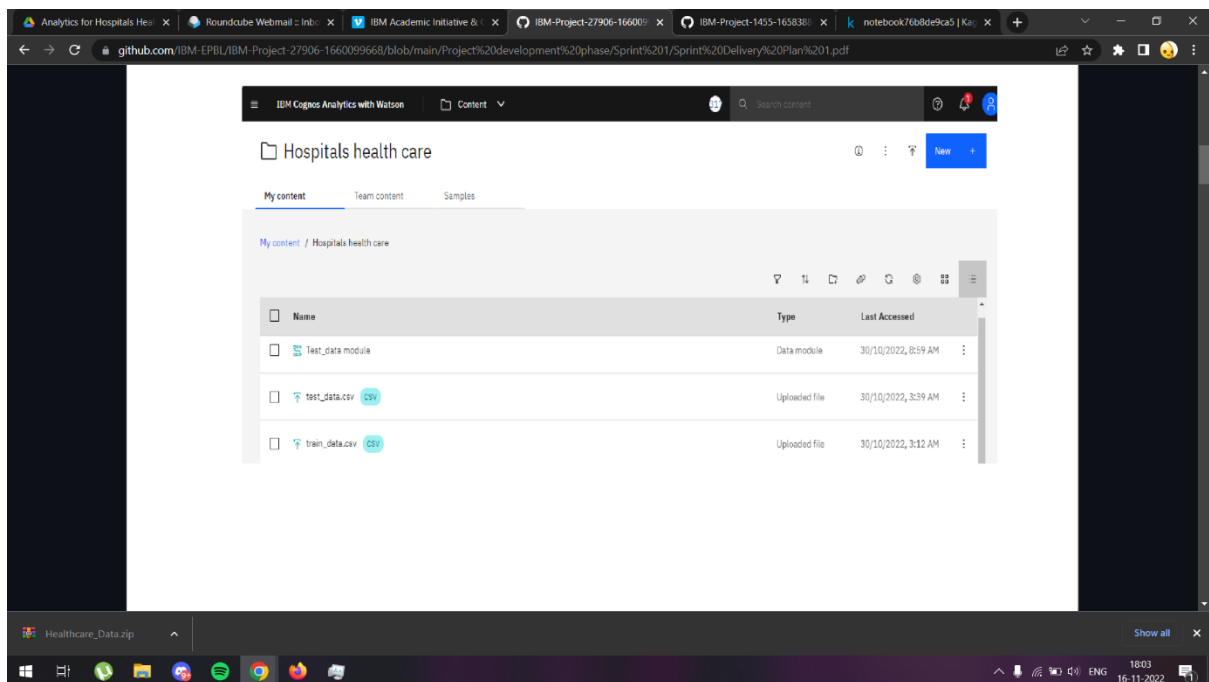 Analytics for Hospitals Heal
Roundcube Webmail :: Inbo
IBM Academic Initiative & C
IBM-Project-27906-166009
IBM-Project-1455-1658388
notebook76b8de9ca5 | Kag
github.com/IBM-EPBL/IBM-Project-27906-1660099668/blob/main/Project%20development%20phase/Sprint%201/Sprint%20Delivery%20Plan%201.pdf
IBM Cognos Analytics with Watson
Content
Search content
Hospitals health care
New +
My content Team content Samples
My content / Hospitals health care
Name Type Last Accessed
Test_data module Data module 30/10/2022, 8:59 AM
test_data.csv CSV Uploaded file 30/10/2022, 3:39 AM
train_data.csv CSV Uploaded file 30/10/2022, 3:12 AM
Healthcare_Data.zip
Show all
ENG
18:03
16-11-2022